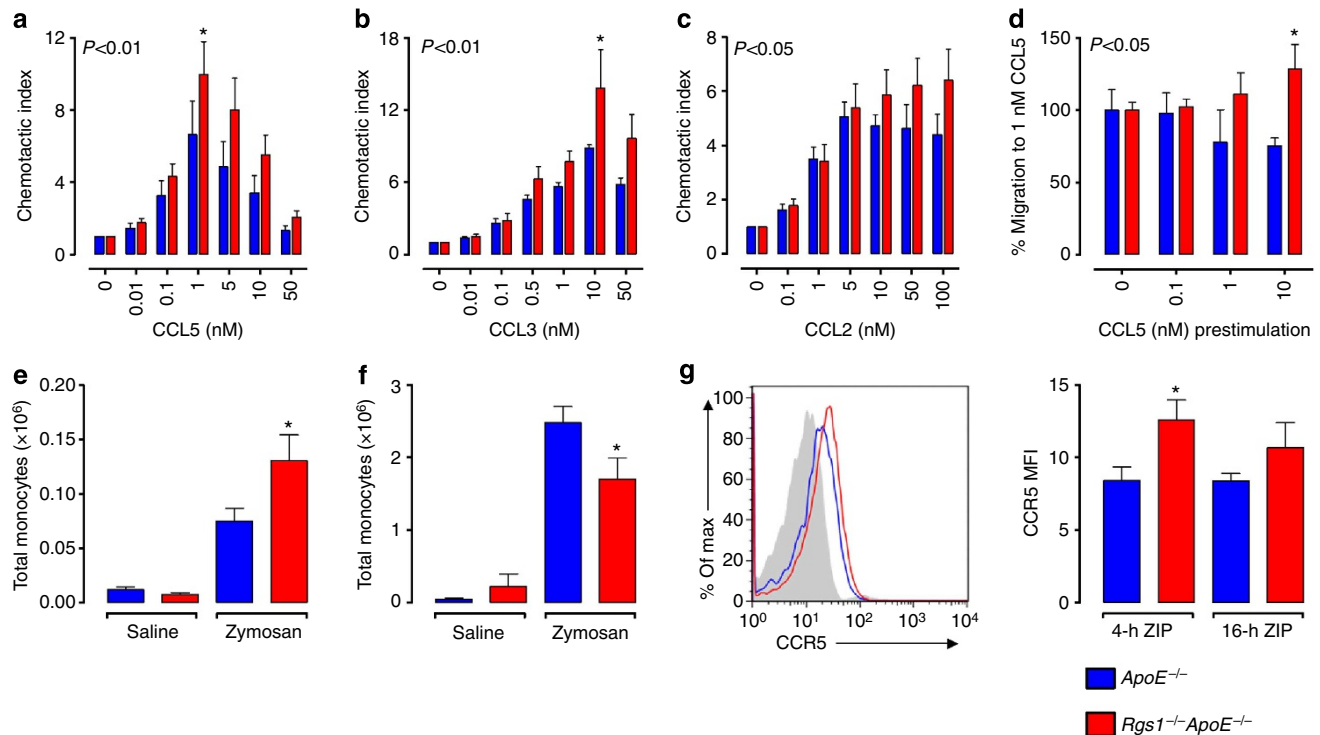 a
P<0.01
*
Chemotactic index
12
8
4
0
0
0.01
0.1
1
5
10
50
CCL5 (nM)
b
P<0.01
*
Chemotactic index
18
12
6
0
0
0.01
0.1
0.5
1
10
50
CCL3 (nM)
c
P<0.05
Chemotactic index
8
6
4
2
0
0
0.1
1
5
10
50
100
CCL2 (nM)
d
P<0.05
*
% Migration to 1 nM CCL5
150
100
50
0
0
0.1
1
10
CCL5 (nM) prestimulation
e
Total monocytes (×10⁶)
0.20
0.15
0.10
0.05
0.00
*
Saline
Zymosan
f
Total monocytes (×10⁶)
3
2
1
0
*
Saline
Zymosan
g
% Of max
100
80
60
40
20
0
10⁰
10¹
10²
10³
10⁴
CCR5
CCR5 MFI
15
10
5
0
*
4-h ZIP
16-h ZIP
ApoE⁻/⁻
Rgs1⁻/⁻ApoE⁻/⁻